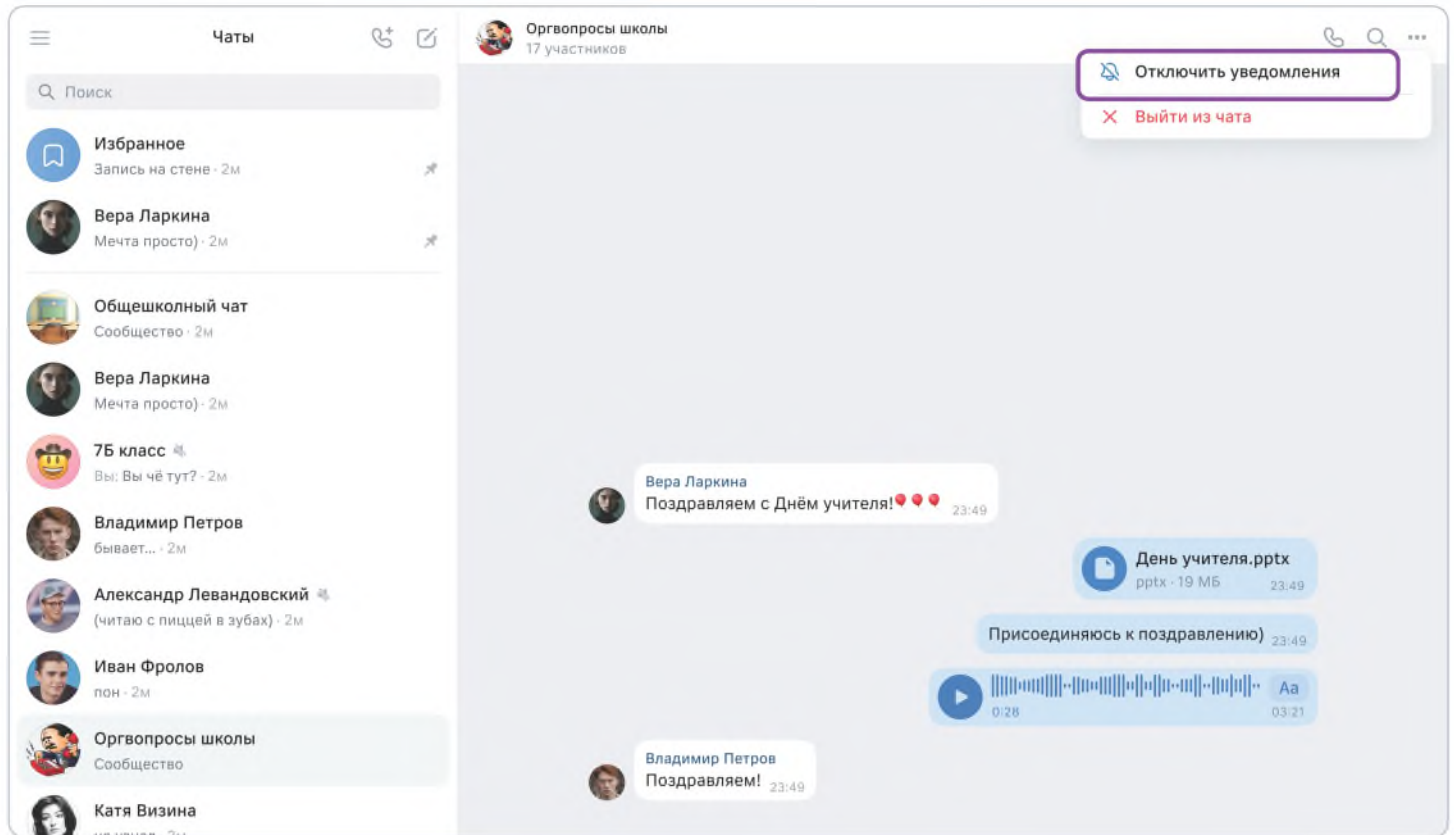 Чаты
Поиск
Избранное
Запись на стене · 2м
Вера Ларкина
Мечта просто) · 2м
Общешкольный чат
Сообщество · 2м
Вера Ларкина
Мечта просто) · 2м
7Б класс
Вы: Вы чё тут? · 2м
Владимир Петров
бывает... · 2м
Александр Левандовский
(читаю с пиццей в зубах) · 2м
Иван Фролов
пон · 2м
Оргвопросы школы
Сообщество
Катя Визина
Оргвопросы школы
17 участников
Отключить уведомления
Выйти из чата
Вера Ларкина
Поздравляем с Днём учителя! 23:49
День учителя.pptx
pptx · 19 МБ 23:49
Присоединяюсь к поздравлению) 23:49
Aa
0:28 03:21
Владимир Петров
Поздравляем! 23:49